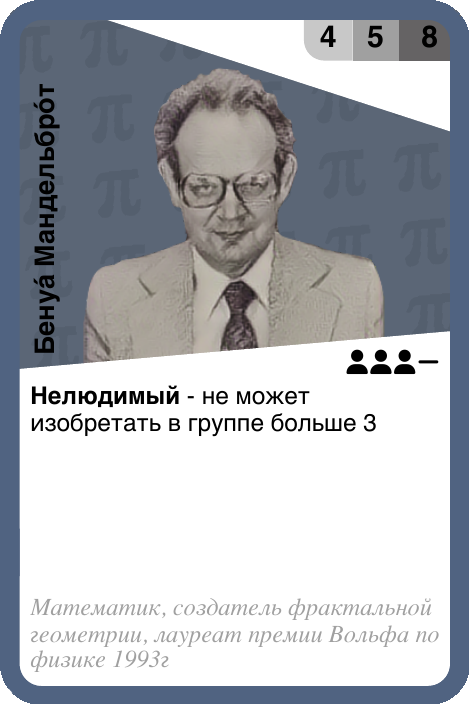 4 5 8
Бенуа́ Мандельбро́т
Нелюдимый - не может
изобретать в группе больше 3
Математик, создатель фрактальной
геометрии, лауреат премии Вольфа по
физике 1993г